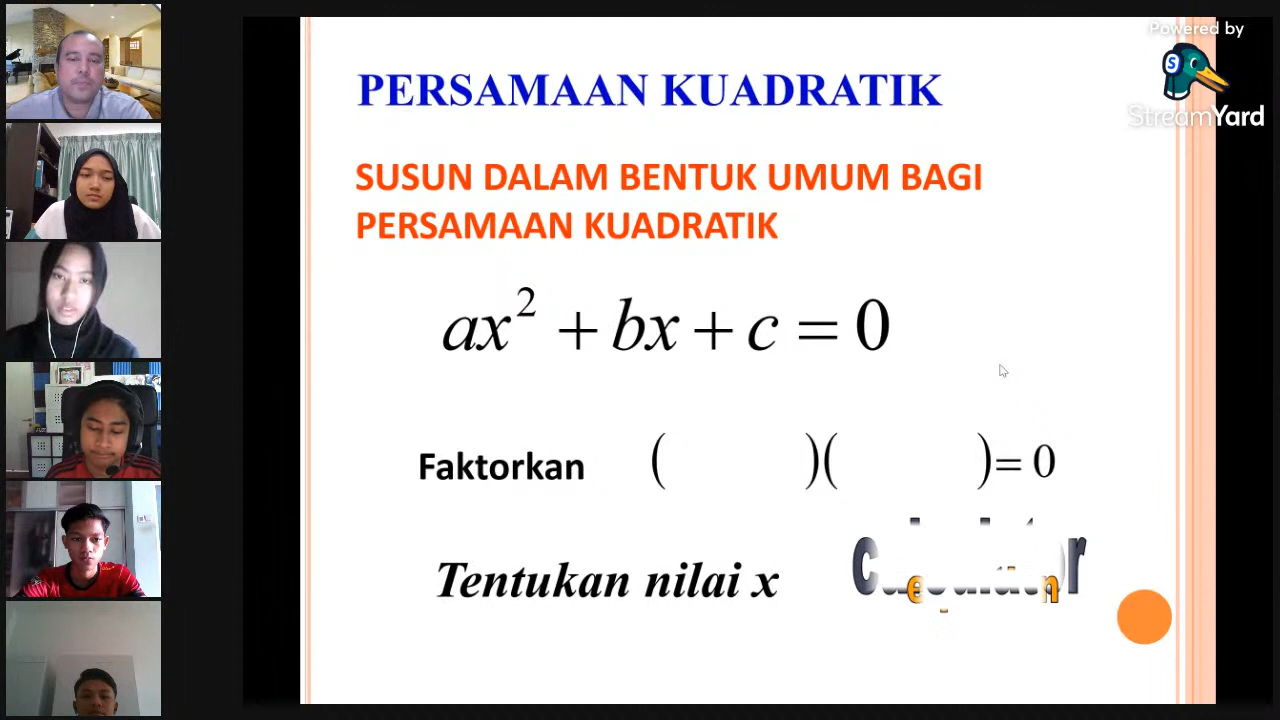 Powered by
StreamYard
PERSAMAAN KUADRATIK
SUSUN DALAM BENTUK UMUM BAGI
PERSAMAAN KUADRATIK
ax² + bx + c = 0
Faktorkan ( )( ) = 0
Tentukan nilai x